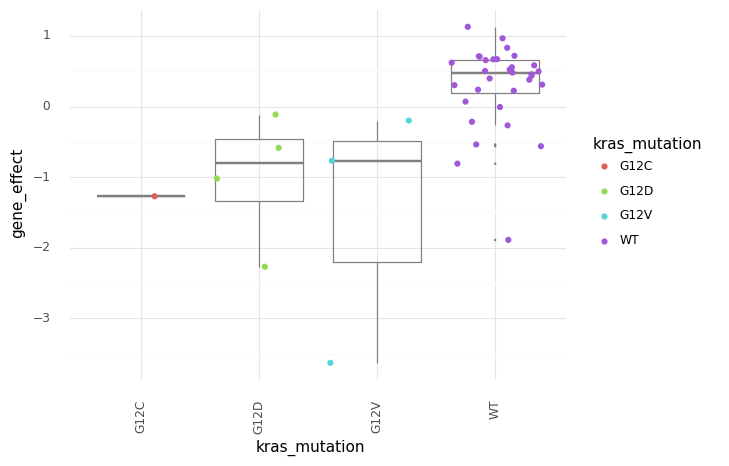 1
0
−1
−2
−3
gene_effect
G12C
G12D
G12V
WT
kras_mutation
kras_mutation
G12C
G12D
G12V
WT